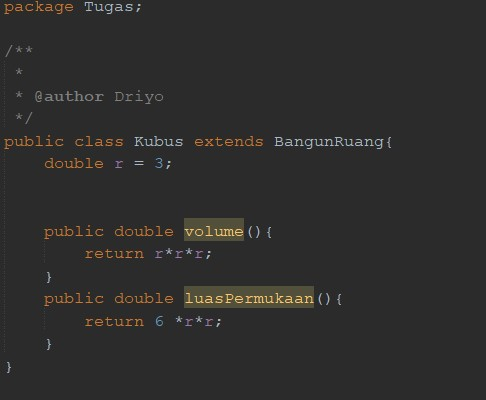 package Tugas;
/**
 *
 * @author Driyo
 */
public class Kubus extends BangunRuang{
    double r = 3;
    public double volume(){
        return r*r*r;
    }
    public double luasPermukaan(){
        return 6 *r*r;
    }
}